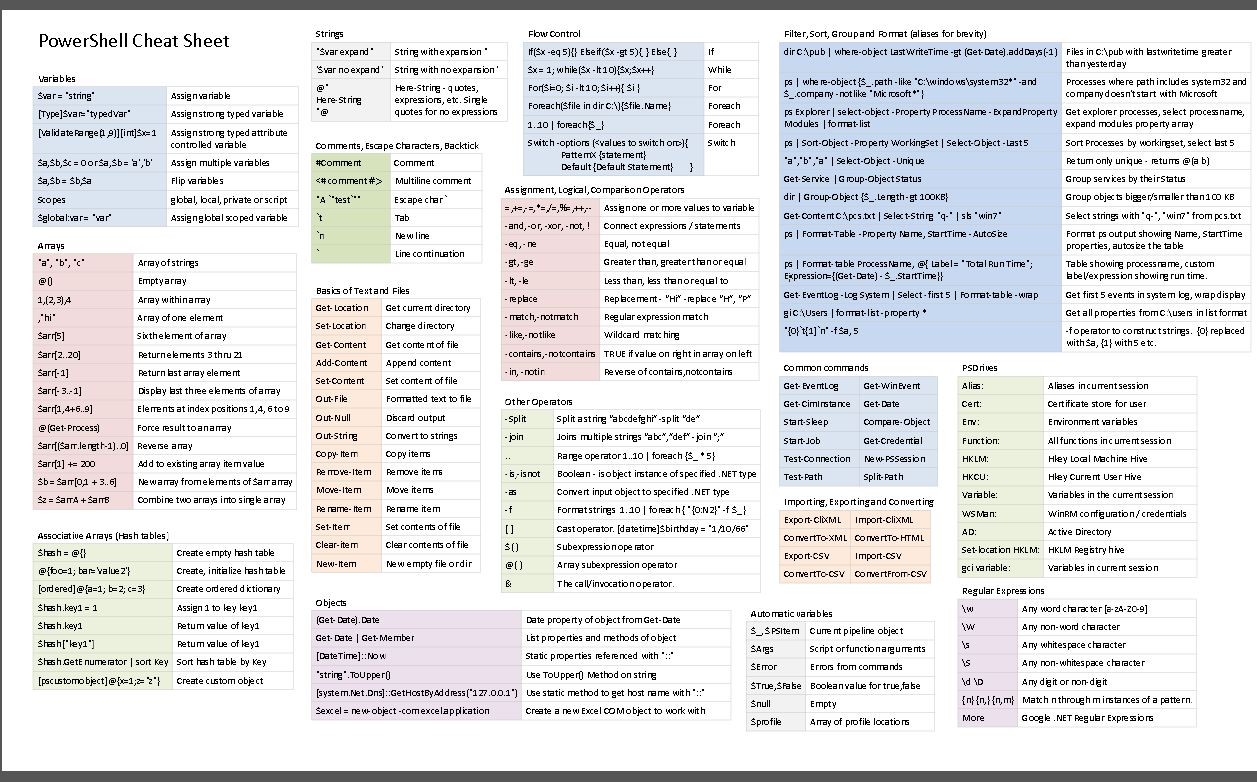 PowerShell Cheat Sheet
Variables
$var = "string" Assign variable
[Type]$var="typedVar" Assign strong typed variable
[ValidateRange(1,9)][int]$x=1 Assign strong typed attribute
controlled variable
$a,$b,$c = 0 or $a,$b= 'a','b' Assign multiple variables
$a,$b= $b,$a Flip variables
Scopes global, local, private or script
$global:var= "var" Assign global scoped variable
Arrays
"a", "b", "c" Array of strings
@() Empty array
1,(2,3),4 Array within array
,"hi" Array of one element
$arr[5] Sixth element of array
$arr[2..20] Return elements 3 thru 21
$arr[-1] Return last array element
$arr[-3..-1] Display last three elements of array
$arr[1,4+6..9] Elements at index positions 1,4, 6 to 9
@(Get-Process) Force result to an array
$arr[($arr.length-1)..0] Reverse array
$arr[1] += 200 Add to existing array item value
$b= $arr[0,1 + 3..6] New array from elements of $arr array
$z = $arrA + $arrB Combine two arrays into single array
Associative Arrays (Hash tables)
$hash = @{} Create empty hash table
@{foo=1; bar='value2'} Create, initialize hash table
[ordered]@{a=1; b=2; c=3} Create ordered dictionary
$hash.key1 = 1 Assign 1 to key key1
$hash.key1 Return value of key1
$hash["key1"] Return value of key1
$hash.GetEnumerator | sort Key Sort hash table by Key
[pscustomobject]@{x=1;z="z"} Create custom object
Strings
"$var expand" String with expansion "
'$var no expand' String with no expansion '
@"
Here-String
"@ Here-String - quotes,
expressions, etc. Single
quotes for no expressions
Comments, Escape Characters, Backtick
#Comment Comment
<# comment #> Multiline comment
"A `"test`"" Escape char `
`t Tab
`n New line
` Line continuation
Basics of Text and Files
Get-Location Get current directory
Set-Location Change directory
Get-Content Get content of file
Add-Content Append content
Set-Content Set content of file
Out-File Formatted text to file
Out-Null Discard output
Out-String Convert to strings
Copy-Item Copy items
Remove-Item Remove items
Move-Item Move items
Rename-Item Rename item
Set-Item Set contents of file
Clear-item Clear contents of file
New-Item New empty file or dir
Objects
(Get-Date).Date Date property of object from Get-Date
Get-Date | Get-Member List properties and methods of object
[DateTime]::Now Static properties referenced with "::"
"string".ToUpper() Use ToUpper() Method on string
[system.Net.Dns]::GetHostByAddress("127.0.0.1") Use static method to get host name with "::"
$excel = new-object -com excel.application Create a new Excel COM object to work with
Flow Control
If($x -eq 5){} Elseif($x -gt 5){ } Else{ } If
$x = 1; while($x -lt 10){$x;$x++} While
For($i=0; $i -lt 10; $i++){ $i } For
Foreach($file in dir C:\){$file.Name} Foreach
1..10 | foreach{$_} Foreach
Switch -options (<values to switch on>){
PatternX {statement}
Default {Default Statement} } Switch
Assignment, Logical, Comparison Operators
=,+=,-=,*=,/=,%=,++,-- Assign one or more values to variable
-and,-or, -xor, -not, ! Connect expressions / statements
-eq, -ne Equal, not equal
-gt,-ge Greater than, greater than or equal
-lt, -le Less than, less than or equal to
-replace Replacement - "Hi" -replace "H", "P"
-match,-notmatch Regular expression match
-like,-notlike Wildcard matching
-contains,-notcontains TRUE if value on right in array on left
-in, -notin Reverse of contains,notcontains
Other Operators
-Split Split a string "abcdefghi" -split "de"
-join Joins multiple strings "abc","def" -join ";"
.. Range operator 1..10 | foreach {$_ * 5}
-is,-isnot Boolean - is object instance of specified .NET type
-as Convert input object to specified .NET type
-f Format strings 1..10 | foreach { "{0:N2}" -f $_ }
[ ] Cast operator. [datetime]$birthday = "1/10/66"
$( ) Subexpression operator
@( ) Array subexpression operator
& The call/invocation operator.
Filter, Sort, Group and Format (aliases for brevity)
dir C:\pub | where-object LastWriteTime -gt (Get-Date).addDays(-1) Files in C:\pub with lastwritetime greater
than yesterday
ps | where-object {$_.path -like "C:\windows\system32*" -and
$_.company -notlike "Microsoft*"} Processes where path includes system32 and
company doesn't start with Microsoft
ps Explorer | select-object -Property ProcessName -ExpandProperty
Modules | format-list Get explorer processes, select processname,
expand modules property array
ps | Sort-Object -Property WorkingSet | Select-Object -Last 5 Sort Processes by workingset, select last 5
"a","b","a" | Select-Object -Unique Return only unique - returns @(a b)
Get-Service | Group-Object Status Group services by their Status
dir | Group-Object {$_.Length -gt 100KB} Group objects bigger/smaller than 100 KB
Get-Content C:\pcs.txt | Select-String "q-" | sls "win7" Select strings with "q-", "win7" from pcs.txt
ps | Format-Table -Property Name, StartTime -AutoSize Format ps output showing Name, StartTime
properties, autosize the table
ps | Format-table ProcessName, @{ Label = "Total Run Time";
Expression={(Get-Date) - $_.StartTime}} Table showing processname, custom
label/expression showing run time.
Get-EventLog -Log System | Select -first 5 | Format-table -wrap Get first 5 events in system log, wrap display
gci C:\Users | format-list -property * Get all properties from C:\users in list format
"{0}`t{1}`n" -f $a, 5 -f operator to construct strings. {0} replaced
with $a, {1} with 5 etc.
Common commands
Get-EventLog Get-WinEvent
Get-CimInstance Get-Date
Start-Sleep Compare-Object
Start-Job Get-Credential
Test-Connection New-PSSession
Test-Path Split-Path
Importing, Exporting and Converting
Export-CliXML Import-CliXML
ConvertTo-XML ConvertTo-HTML
Export-CSV Import-CSV
ConvertTo-CSV ConvertFrom-CSV
Automatic variables
$_,$PSItem Current pipeline object
$Args Script or function arguments
$Error Errors from commands
$True,$False Boolean value for true,false
$null Empty
$profile Array of profile locations
PSDrives
Alias: Aliases in current session
Cert: Certificate store for user
Env: Environment variables
Function: All functions in current session
HKLM: Hkey Local Machine Hive
HKCU: Hkey Current User Hive
Variable: Variables in the current session
WSMan: WinRM configuration / credentials
AD: Active Directory
Set-location HKLM: HKLM Registry hive
gci variable: Variables in current session
Regular Expressions
\w Any word character [a-zA-Z0-9]
\W Any non-word character
\s Any whitespace character
\S Any non-whitespace character
\d \D Any digit or non-digit
{n} {n,} {n,m} Match n through m instances of a pattern.
More Google .NET Regular Expressions